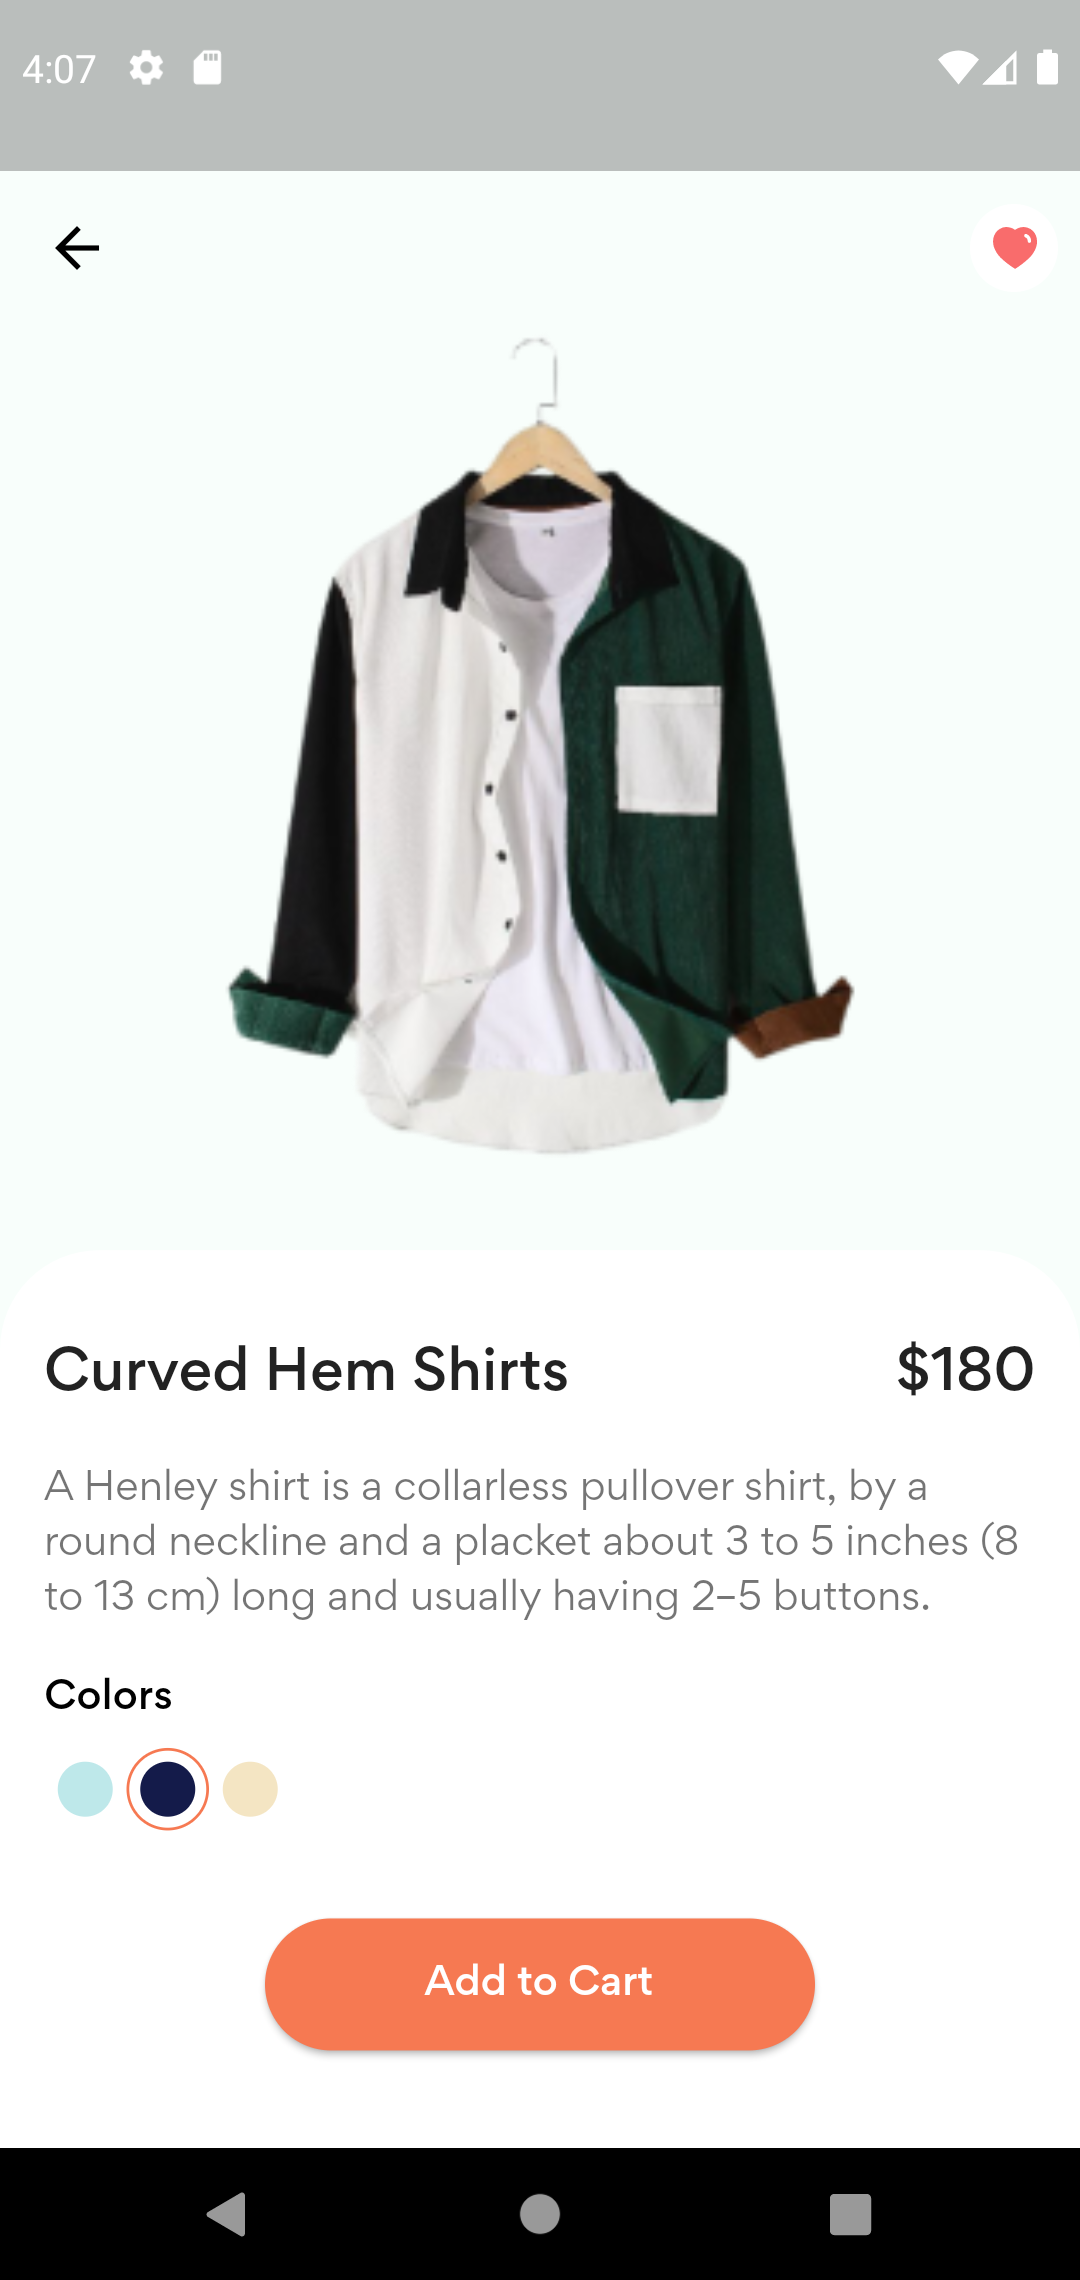 4:07
Curved Hem Shirts
$180
A Henley shirt is a collarless pullover shirt, by a
round neckline and a placket about 3 to 5 inches (8
to 13 cm) long and usually having 2–5 buttons.
Colors
Add to Cart